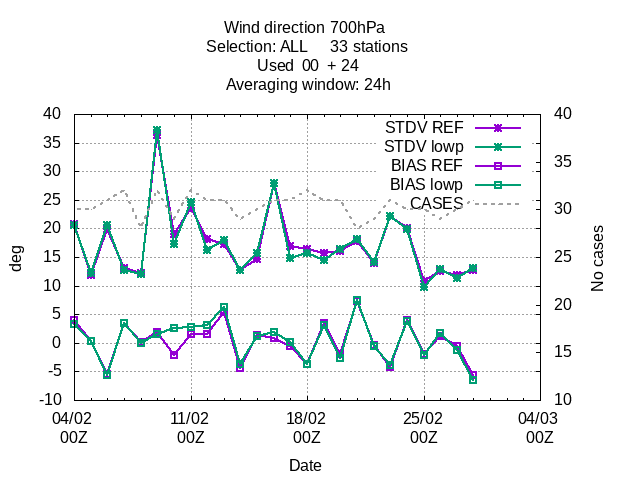 Wind direction 700hPa
Selection: ALL     33 stations
Used  00  + 24
Averaging window: 24h
40 40
35 35
30 30
25 25
20 20
15 15
10 10
5
0
-5
-10
deg
No cases
STDV REF
STDV lowp
BIAS REF
BIAS lowp
CASES
04/02 11/02 18/02 25/02 04/03
00Z 00Z 00Z 00Z 00Z
Date